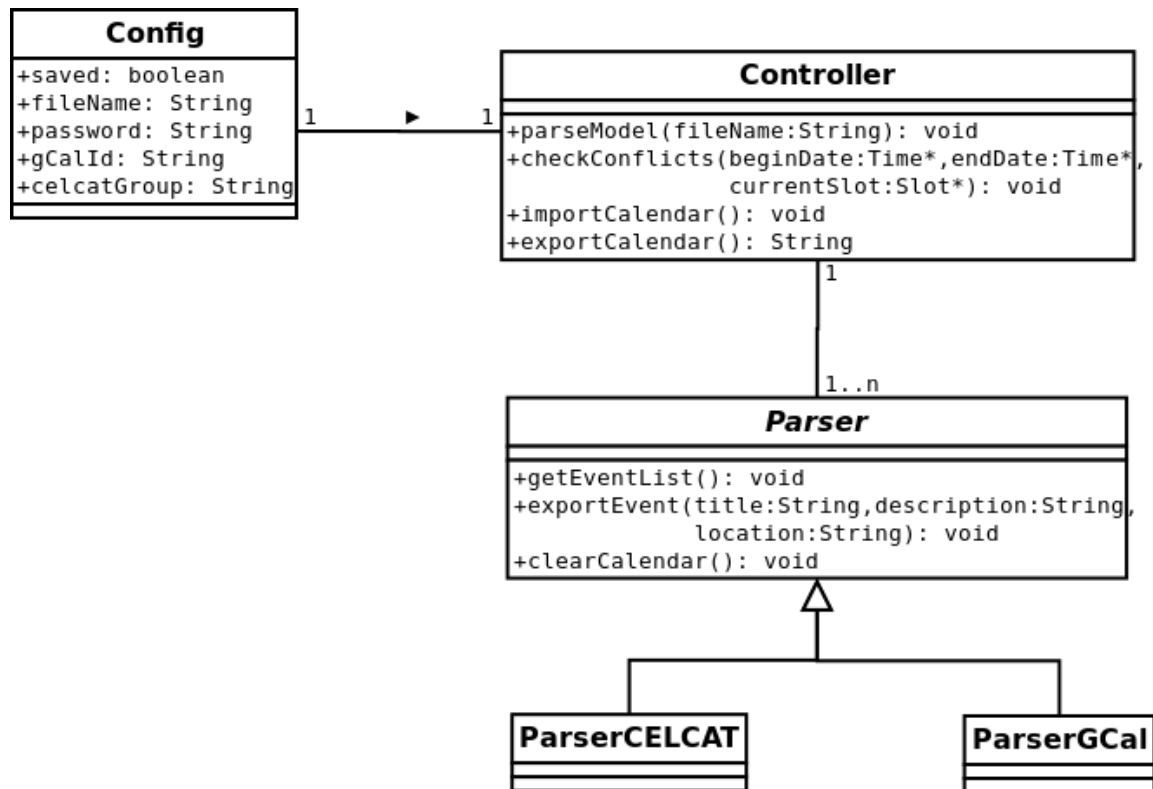 Config
+saved: boolean
+fileName: String
+password: String
+gCalId: String
+celcatGroup: String
1
1
Controller
+parseModel(fileName:String): void
+checkConflicts(beginDate:Time*,endDate:Time*,
currentSlot:Slot*): void
+importCalendar(): void
+exportCalendar(): String
1
1..n
Parser
+getEventList(): void
+exportEvent(title:String,description:String,
location:String): void
+clearCalendar(): void
ParserCELCAT
ParserGCal